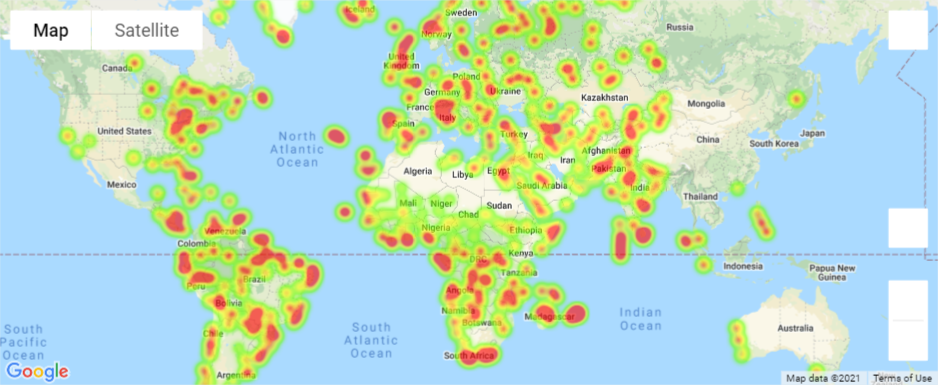 Map Satellite
Iceland
Sweden
Norway
Russia
Canada
United
Kingdom
Poland
Germany
Ukraine
Kazakhstan
France
Italy
Mongolia
United States
Spain
North
Atlantic
Ocean
Turkey
China
Japan
South Korea
Afghanistan
Iraq
Iran
Algeria
Libya
Egypt
Pakistan
Mexico
Saudi Arabia
India
Mali
Niger
Sudan
Thailand
Chad
Nigeria
Ethiopia
Venezuela
Colombia
Kenya
DRC
Indonesia
Papua New
Guinea
Tanzania
Brazil
Peru
Angola
Bolivia
Namibia
Madagascar
Indian
Ocean
Botswana
South
Pacific
Ocean
South
Atlantic
Ocean
Chile
Australia
South Africa
Argentina
Google
Map data ©2021 Terms of Use